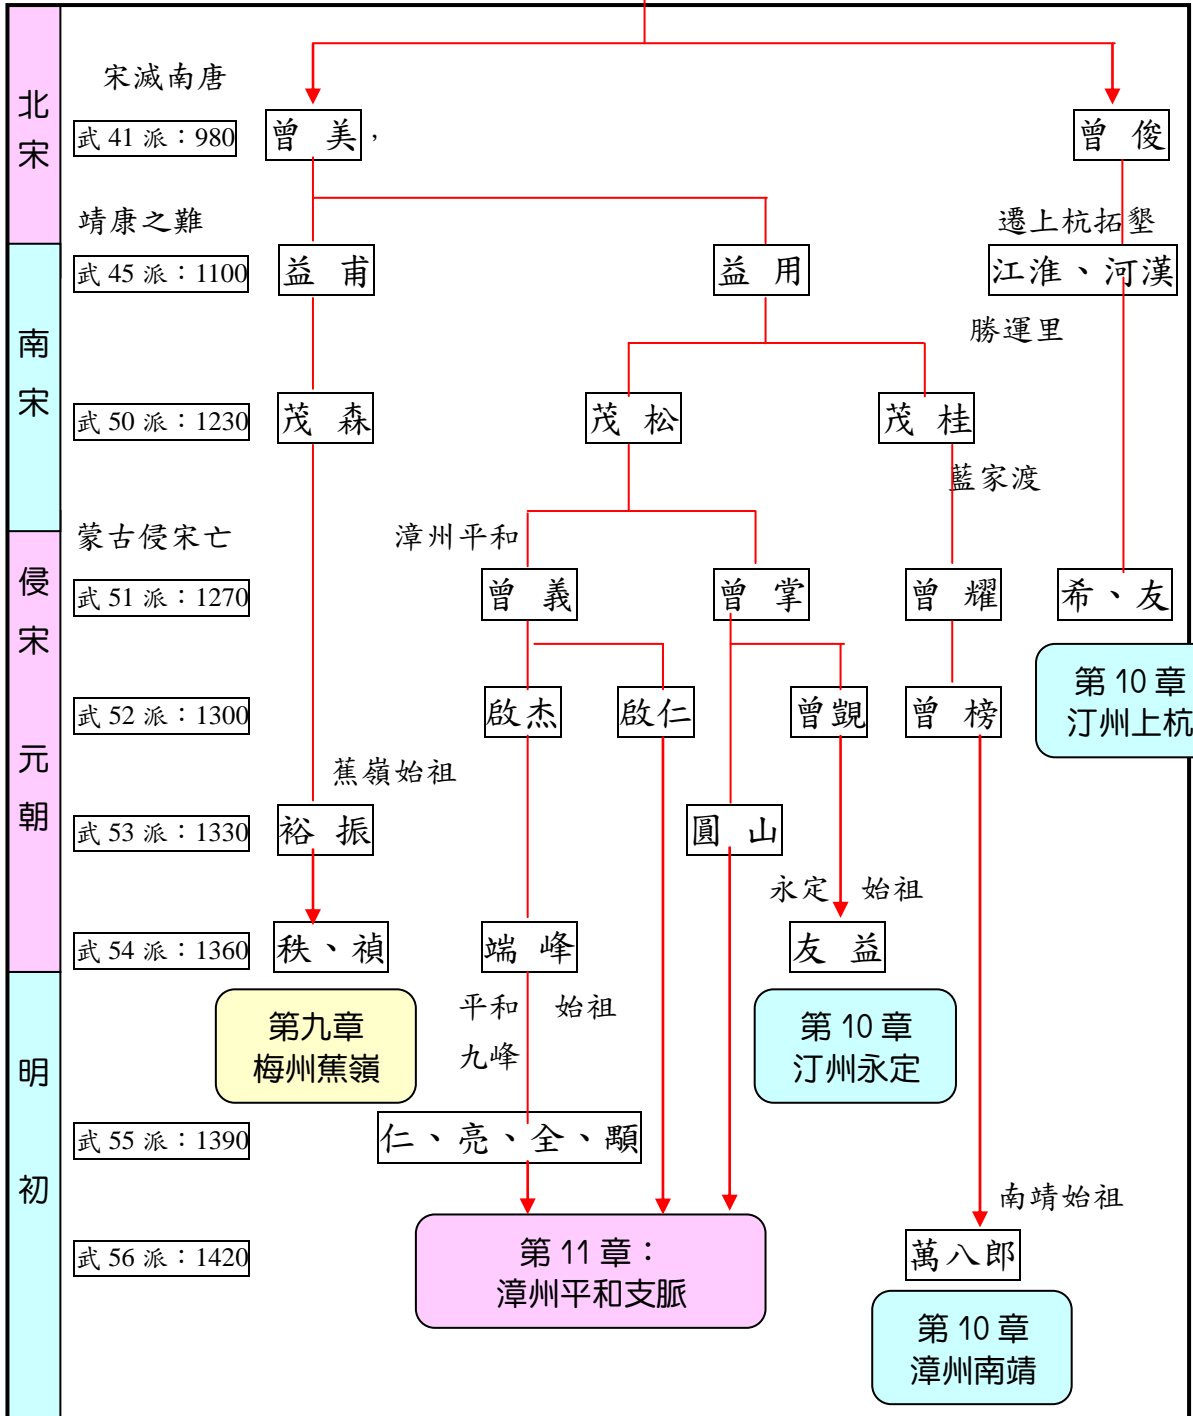 北宋
宋滅南唐
武 41 派：980
曾 美，
曾 俊
靖康之難
遷上杭拓墾
南宋
武 45 派：1100
益 甫
益 用
江淮、河漢
勝運里
武 50 派：1230
茂 森
茂 松
茂 桂
藍家渡
侵宋
元朝
蒙古侵宋亡
漳州平和
武 51 派：1270
曾 義
曾 掌
曾 耀
希、友
第 10 章
汀州上杭
武 52 派：1300
啟杰
啟仁
曾覬
曾 榜
蕉嶺始祖
武 53 派：1330
裕 振
圓 山
永定 始祖
武 54 派：1360
秩、禎
端 峰
友 益
明初
第九章
梅州蕉嶺
平和 始祖
九峰
第 10 章
汀州永定
武 55 派：1390
仁、亮、全、顒
南靖始祖
武 56 派：1420
第 11 章：
漳州平和支脈
萬八郎
第 10 章
漳州南靖